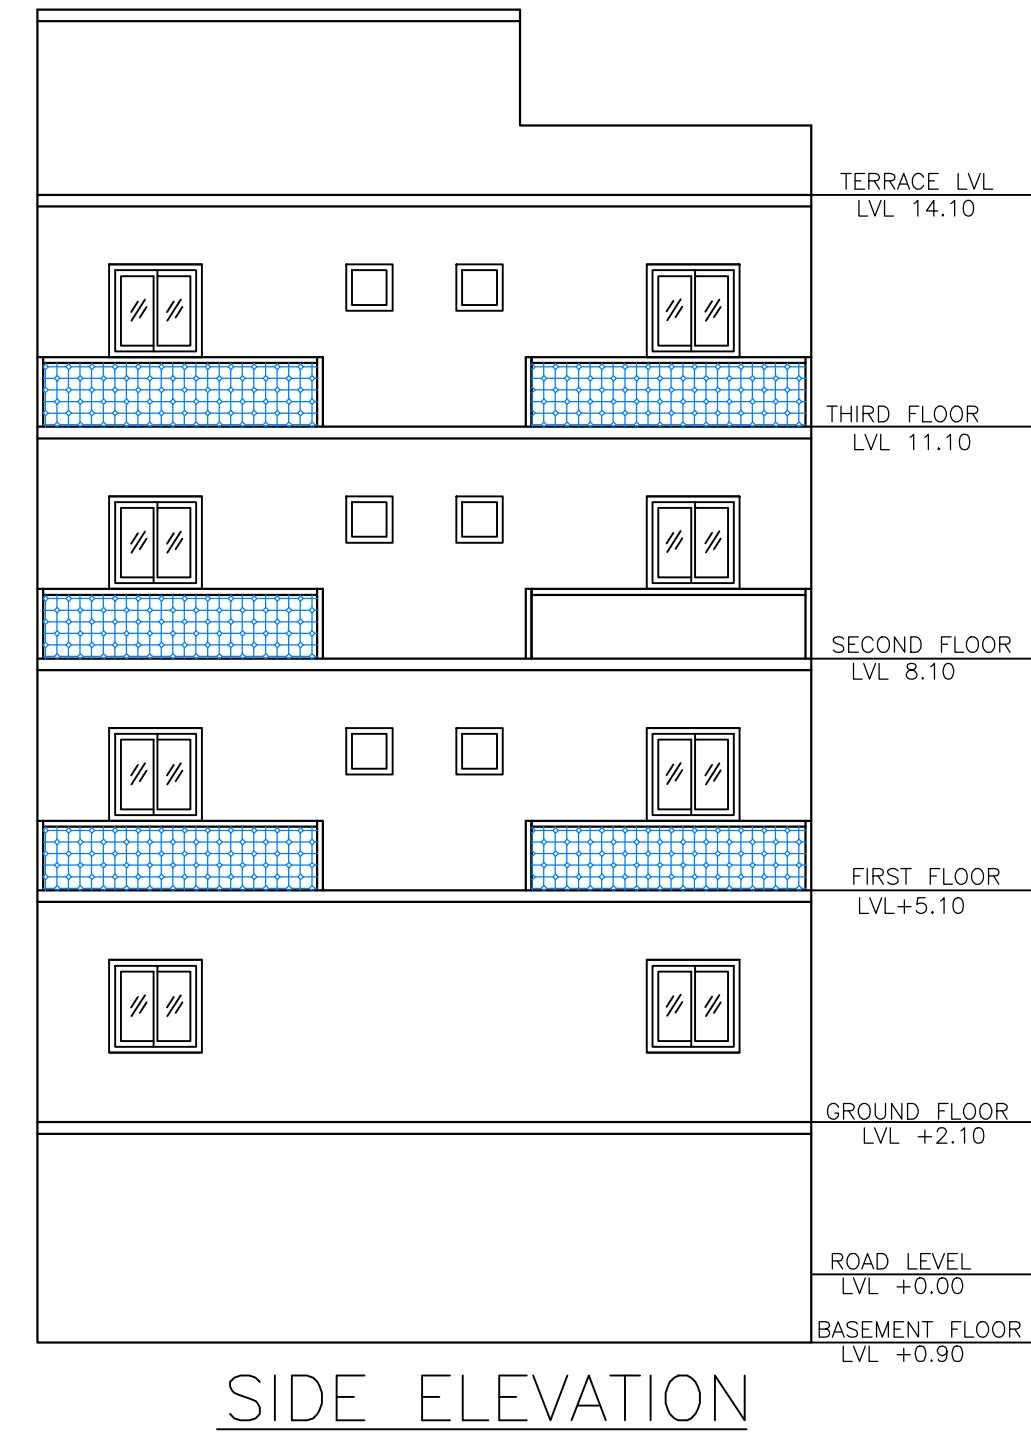 TERRACE LVL
LVL 14.10
THIRD FLOOR
LVL 11.10
SECOND FLOOR
LVL 8.10
FIRST FLOOR
LVL+5.10
GROUND FLOOR
LVL +2.10
ROAD LEVEL
LVL +0.00
BASEMENT FLOOR
LVL +0.90
SIDE ELEVATION